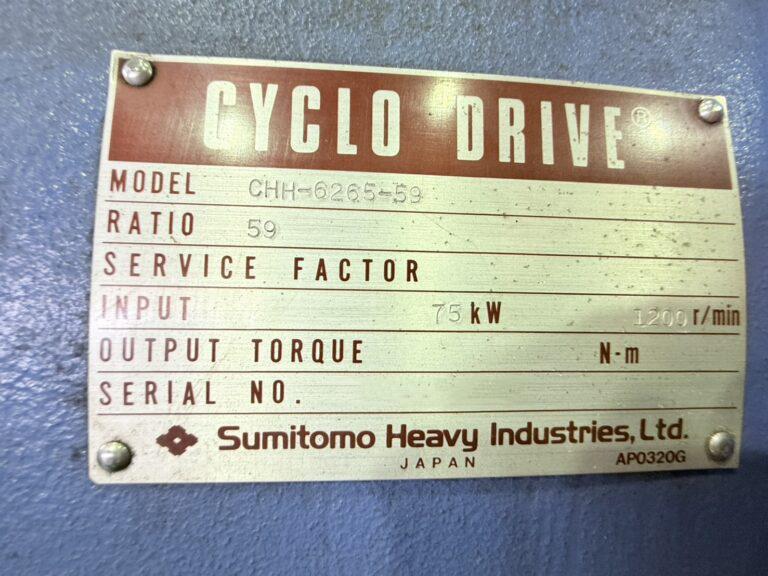 CYCLO DRIVE®
MODEL CHH-6265-59
RATIO 59
SERVICE FACTOR
INPUT 75 kW 1200 r/min
OUTPUT TORQUE N-m
SERIAL NO.
Sumitomo Heavy Industries, Ltd.
JAPAN AP0320G